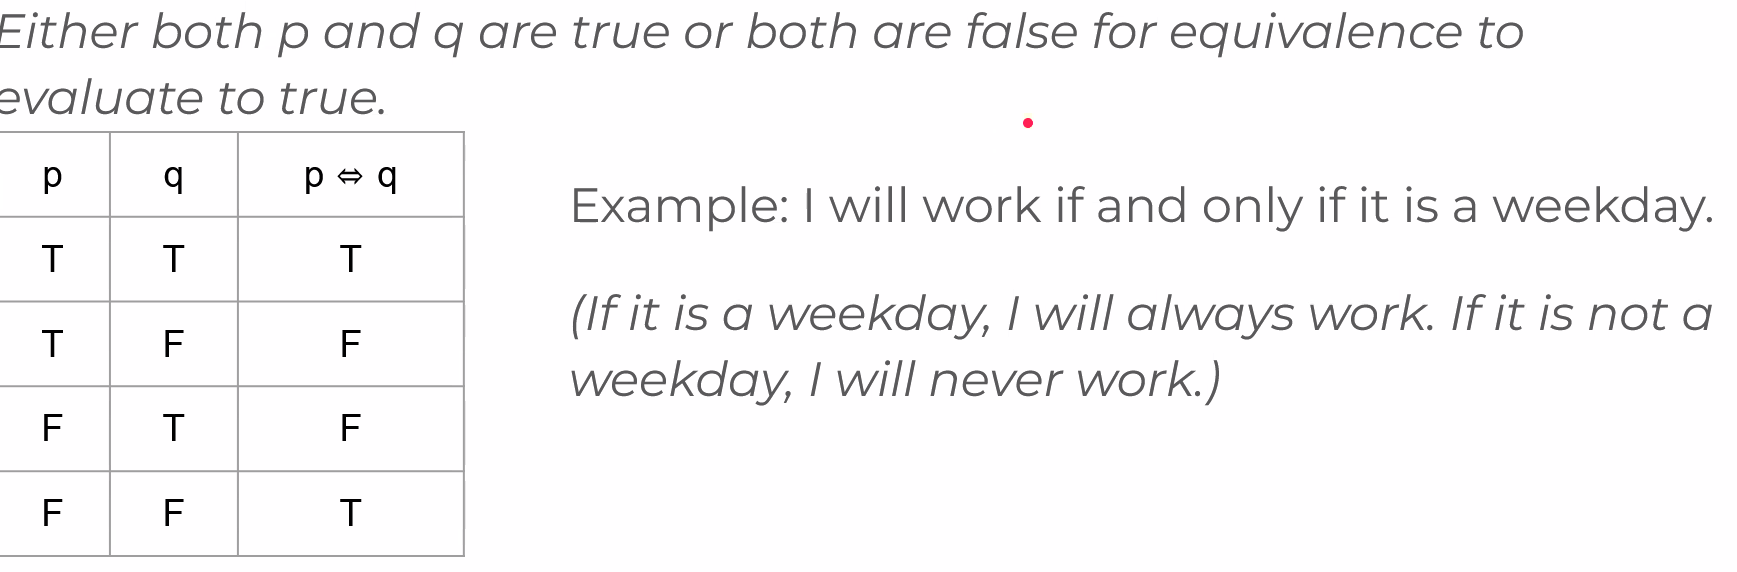 Either both p and q are true or both are false for equivalence to
evaluate to true.
p q p ⇔ q
T T T
T F F
F T F
F F T
Example: I will work if and only if it is a weekday.
(If it is a weekday, I will always work. If it is not a
weekday, I will never work.)